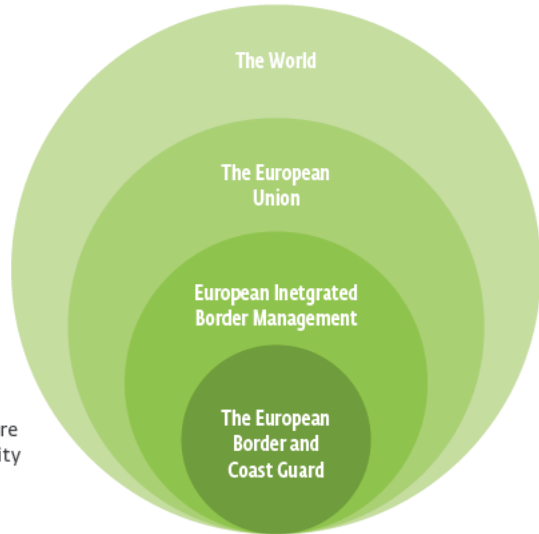 The World
The European
Union
European Inetgrated
Border Management
The European
Border and
Coast Guard
re
ity